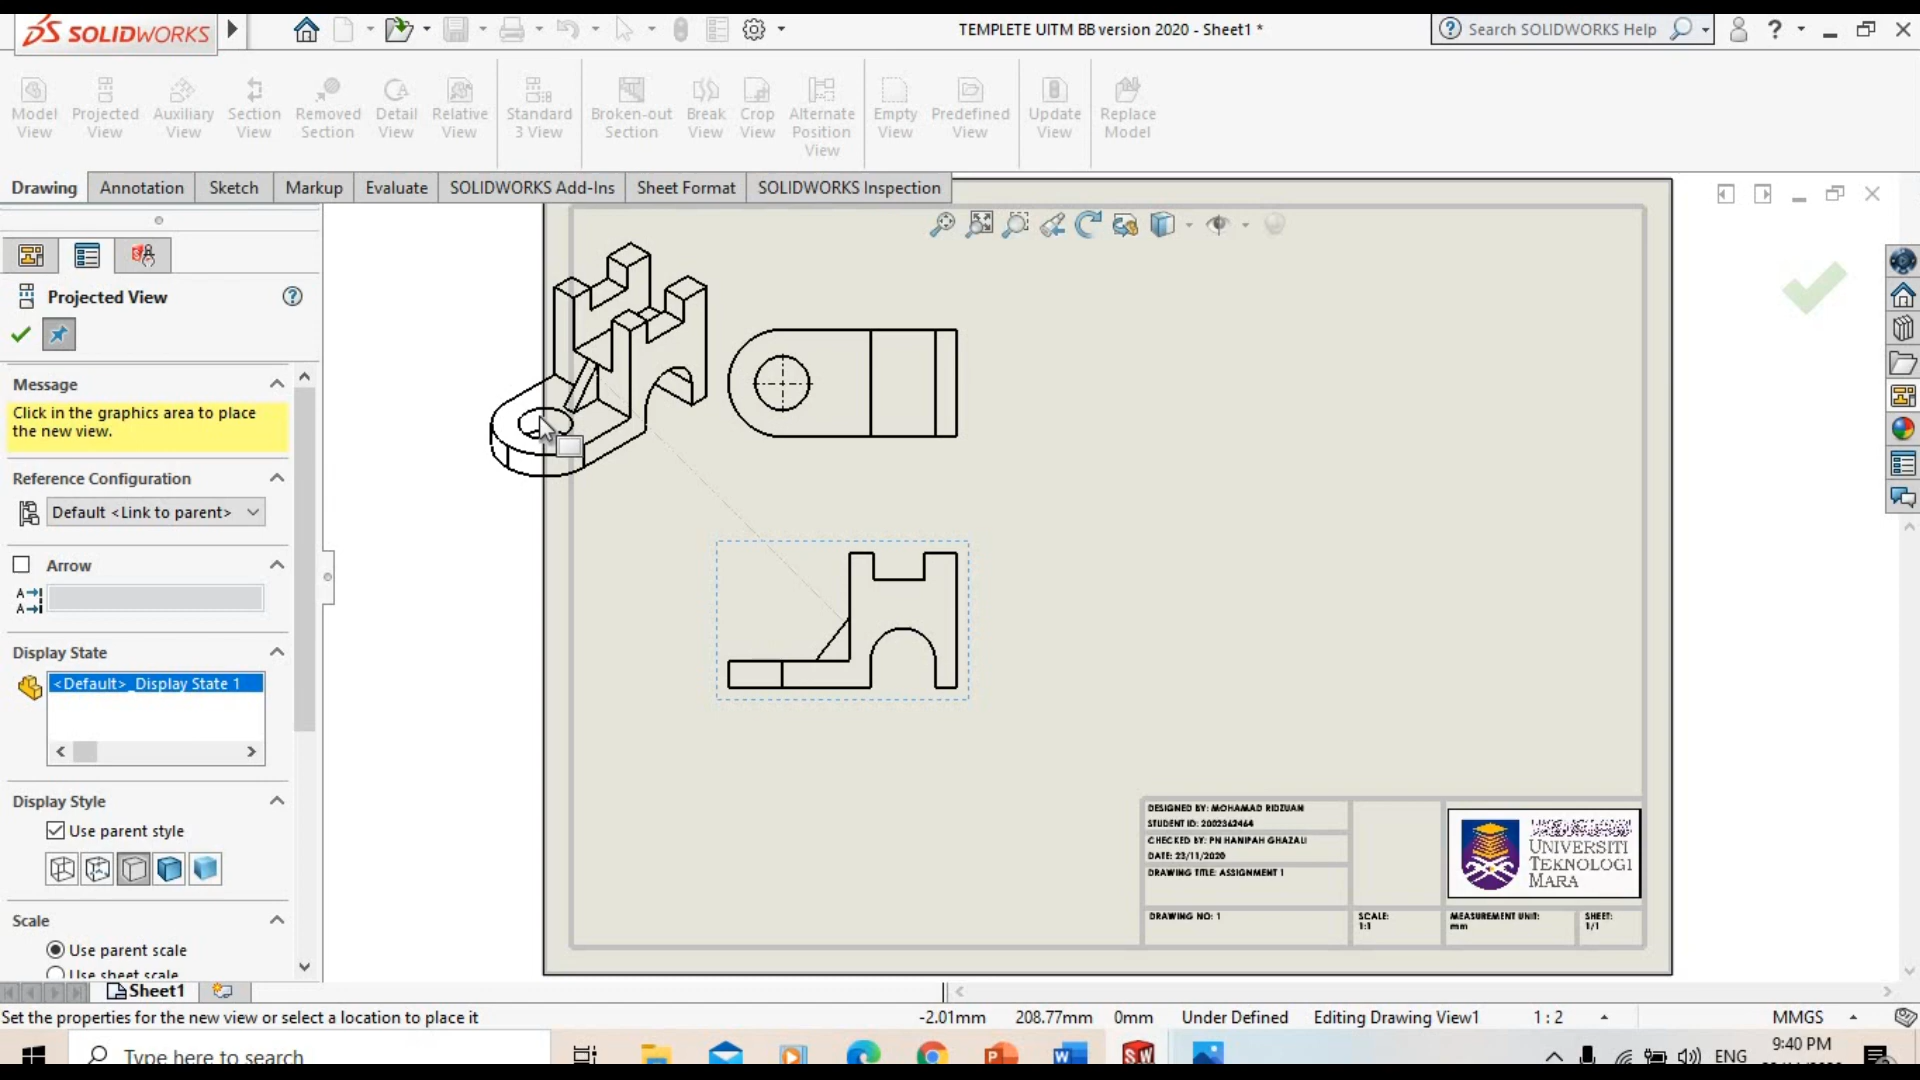 SOLIDWORKS
TEMPLETE UITM BB version 2020 - Sheet1 *
Search SOLIDWORKS Help
Model View
Projected View
Auxiliary View
Section View
Removed Section
Detail View
Relative View
Standard 3 View
Broken-out Section
Break View
Crop View
Alternate Position View
Empty View
Predefined View
Update View
Replace Model
Drawing
Annotation
Sketch
Markup
Evaluate
SOLIDWORKS Add-Ins
Sheet Format
SOLIDWORKS Inspection
Projected View
Message
Click in the graphics area to place
the new view.
Reference Configuration
Default <Link to parent>
Arrow
Display State
<Default>_Display State 1
Display Style
Use parent style
Scale
Use parent scale
Use sheet scale
DESIGNED BY: MOHAMAD RIDZUAN
STUDENT ID: 2002362464
CHECKED BY: PN HANIPAH GHAZALI
DATE: 23/11/2020
DRAWING TITLE: ASSIGNMENT 1
DRAWING NO: 1
SCALE:
1:1
MEASUREMENT UNIT:
mm
SHEET:
1/1
UNIVERSITI
TEKNOLOGI
MARA
Sheet1
Set the properties for the new view or select a location to place it
-2.01mm
208.77mm
0mm
Under Defined
Editing Drawing View1
1 : 2
MMGS
Type here to search
ENG
9:40 PM